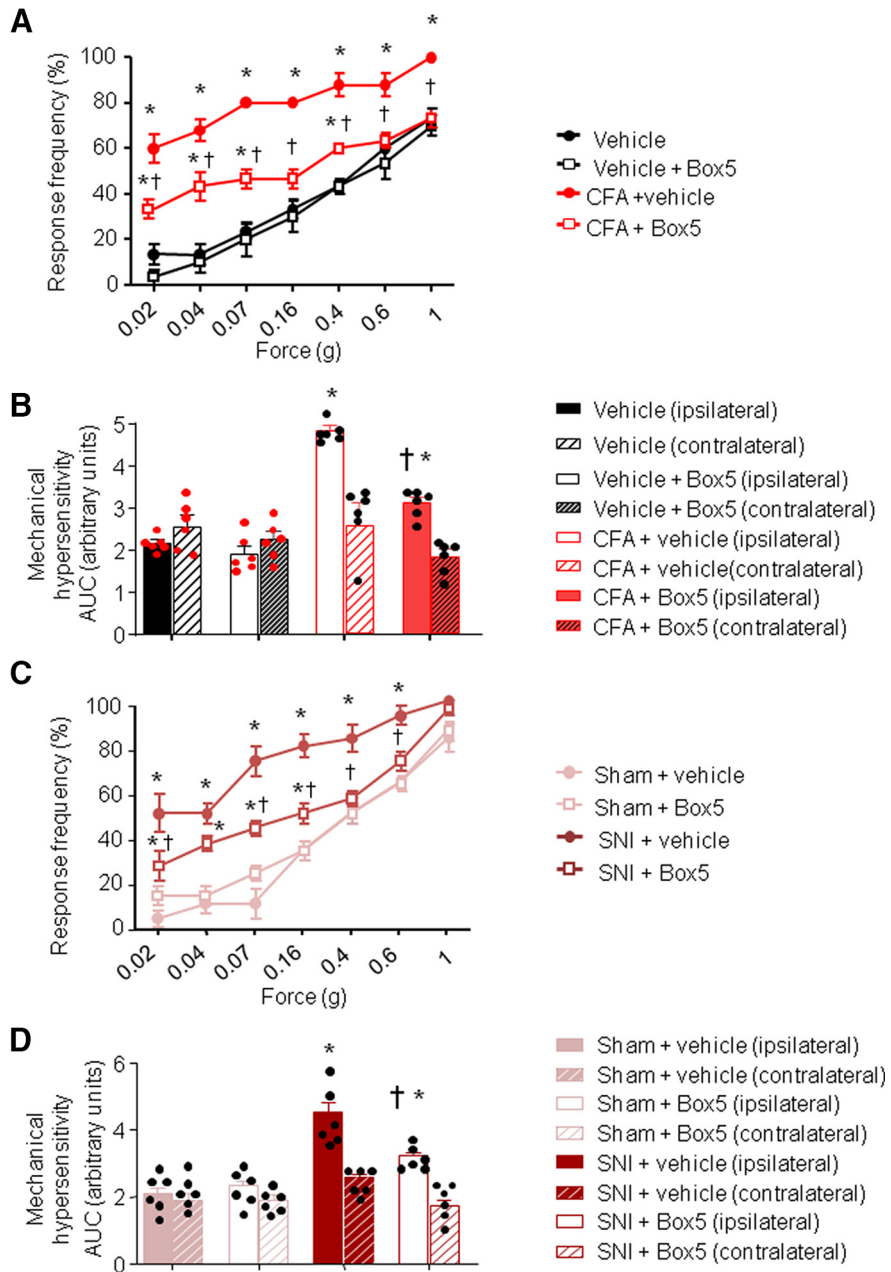 A
Response frequency (%)
100
80
60
40
20
0
* * * * * * *
*† *† *† † *† † †
0.02 0.04 0.07 0.16 0.4 0.6 1
Force (g)
Vehicle
Vehicle + Box5
CFA +vehicle
CFA + Box5
B
Mechanical
hypersensitivity
AUC (arbitrary units)
5
4
3
2
1
0
*
† *
Vehicle (ipsilateral)
Vehicle (contralateral)
Vehicle + Box5 (ipsilateral)
Vehicle + Box5 (contralateral)
CFA + vehicle (ipsilateral)
CFA + vehicle(contralateral)
CFA + Box5 (ipsilateral)
CFA + Box5 (contralateral)
C
Response frequency (%)
100
80
60
40
20
0
* * * * * *
*† * *† *† † †
0.02 0.04 0.07 0.16 0.4 0.6 1
Force (g)
Sham + vehicle
Sham + Box5
SNI + vehicle
SNI + Box5
D
Mechanical
hypersensitivity
AUC (arbitrary units)
6
4
2
0
*
† *
Sham + vehicle (ipsilateral)
Sham + vehicle (contralateral)
Sham + Box5 (ipsilateral)
Sham + Box5 (contralateral)
SNI + vehicle (ipsilateral)
SNI + vehicle (contralateral)
SNI + Box5 (ipsilateral)
SNI + Box5 (contralateral)